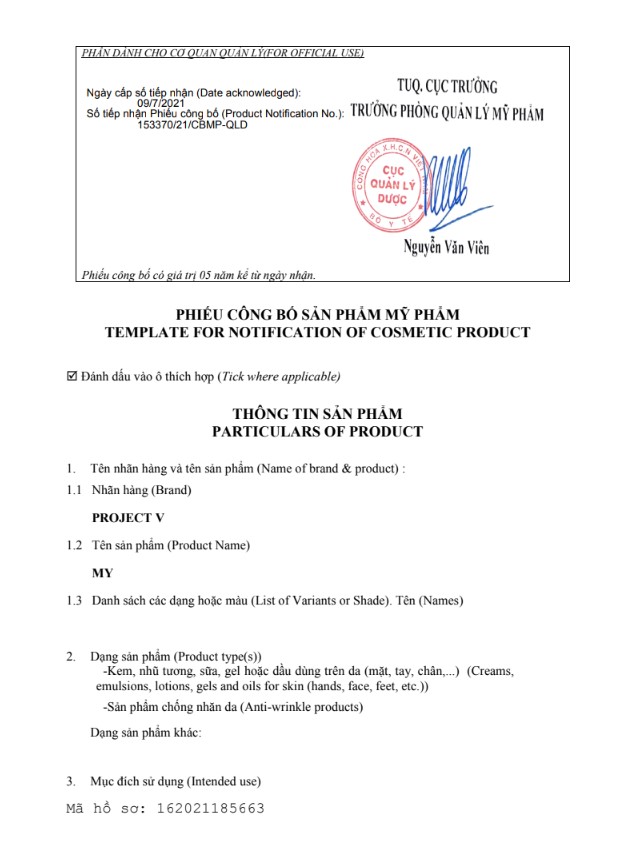 PHẦN DÀNH CHO CƠ QUAN QUẢN LÝ(FOR OFFICIAL USE)
Ngày cấp số tiếp nhận (Date acknowledged):
09/7/2021
Số tiếp nhận Phiếu công bố (Product Notification No.):
153370/21/CBMP-QLD
TUQ. CỤC TRƯỞNG
TRƯỞNG PHÒNG QUẢN LÝ MỸ PHẨM
CỘNG HÒA X.H.C.N VIỆT NAM
CỤC
QUẢN LÝ
DƯỢC
BỘ Y TẾ
Nguyễn Văn Viên
Phiếu công bố có giá trị 05 năm kể từ ngày nhận.
PHIẾU CÔNG BỐ SẢN PHẨM MỸ PHẨM
TEMPLATE FOR NOTIFICATION OF COSMETIC PRODUCT
☑ Đánh dấu vào ô thích hợp (Tick where applicable)
THÔNG TIN SẢN PHẨM
PARTICULARS OF PRODUCT
1. Tên nhãn hàng và tên sản phẩm (Name of brand & product) :
1.1 Nhãn hàng (Brand)
PROJECT V
1.2 Tên sản phẩm (Product Name)
MY
1.3 Danh sách các dạng hoặc màu (List of Variants or Shade). Tên (Names)
2. Dạng sản phẩm (Product type(s))
-Kem, nhũ tương, sữa, gel hoặc dầu dùng trên da (mặt, tay, chân,...) (Creams,
emulsions, lotions, gels and oils for skin (hands, face, feet, etc.))
-Sản phẩm chống nhăn da (Anti-wrinkle products)
Dạng sản phẩm khác:
3. Mục đích sử dụng (Intended use)
Mã hồ sơ: 162021185663